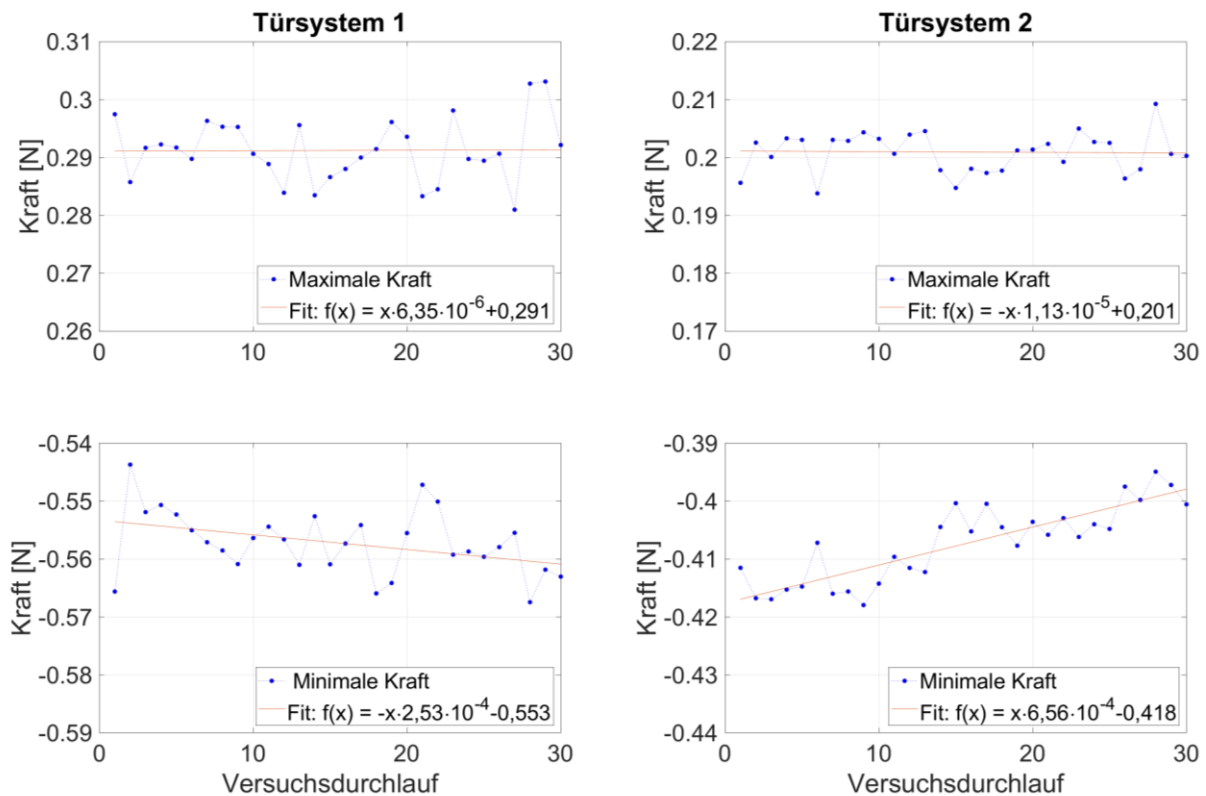 Türsystem 1
0.31
0.3
0.29
0.28
0.27
0.26
Kraft [N]
Maximale Kraft
Fit: f(x) = x·6,35·10⁻⁶+0,291
0 10 20 30
Türsystem 2
0.22
0.21
0.2
0.19
0.18
0.17
Kraft [N]
Maximale Kraft
Fit: f(x) = -x·1,13·10⁻⁵+0,201
0 10 20 30
-0.54
-0.55
-0.56
-0.57
-0.58
-0.59
Kraft [N]
Minimale Kraft
Fit: f(x) = -x·2,53·10⁻⁴-0,553
0 10 20 30
Versuchsdurchlauf
-0.39
-0.4
-0.41
-0.42
-0.43
-0.44
Kraft [N]
Minimale Kraft
Fit: f(x) = x·6,56·10⁻⁴-0,418
0 10 20 30
Versuchsdurchlauf